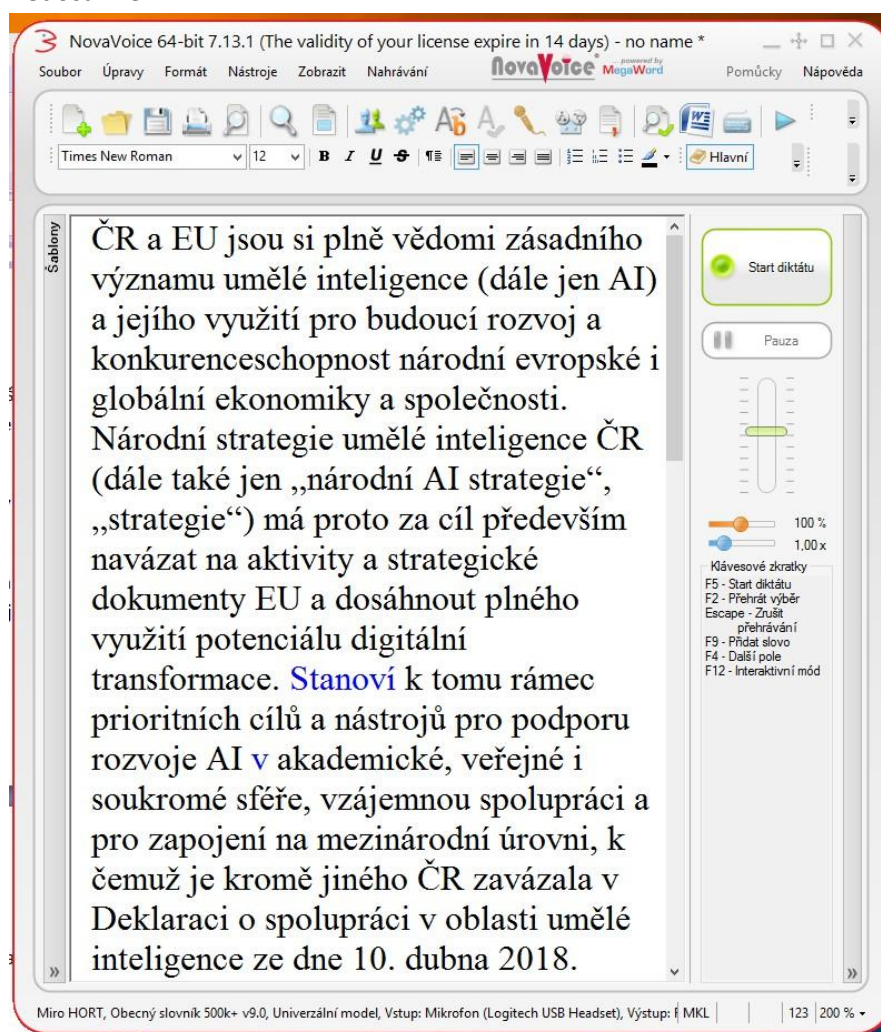 NovaVoice 64-bit 7.13.1 (The validity of your license expire in 14 days) - no name *
Soubor Úpravy Formát Nástroje Zobrazit Nahrávání NovaVoice ...powered by MegaWord Pomůcky Nápověda
Times New Roman 12 B I U S Hlavní
Šablony
ČR a EU jsou si plně vědomi zásadního
významu umělé inteligence (dále jen AI)
a jejího využití pro budoucí rozvoj a
konkurenceschopnost národní evropské i
globální ekonomiky a společnosti.
Národní strategie umělé inteligence ČR
(dále také jen „národní AI strategie“,
„strategie“) má proto za cíl především
navázat na aktivity a strategické
dokumenty EU a dosáhnout plného
využití potenciálu digitální
transformace. Stanoví k tomu rámec
prioritních cílů a nástrojů pro podporu
rozvoje AI v akademické, veřejné i
soukromé sféře, vzájemnou spolupráci a
pro zapojení na mezinárodní úrovni, k
čemuž je kromě jiného ČR zavázala v
Deklaraci o spolupráci v oblasti umělé
inteligence ze dne 10. dubna 2018.
Start diktátu
Pauza
100 %
1,00 x
Klávesové zkratky
F5 - Start diktátu
F2 - Přehrát výběr
Escape - Zrušit
přehrávání
F9 - Přidat slovo
F4 - Další pole
F12 - Interaktivní mód
Miro HORT, Obecný slovník 500k+ v9.0, Univerzální model, Vstup: Mikrofon (Logitech USB Headset), Výstup: MKL 123 200 %